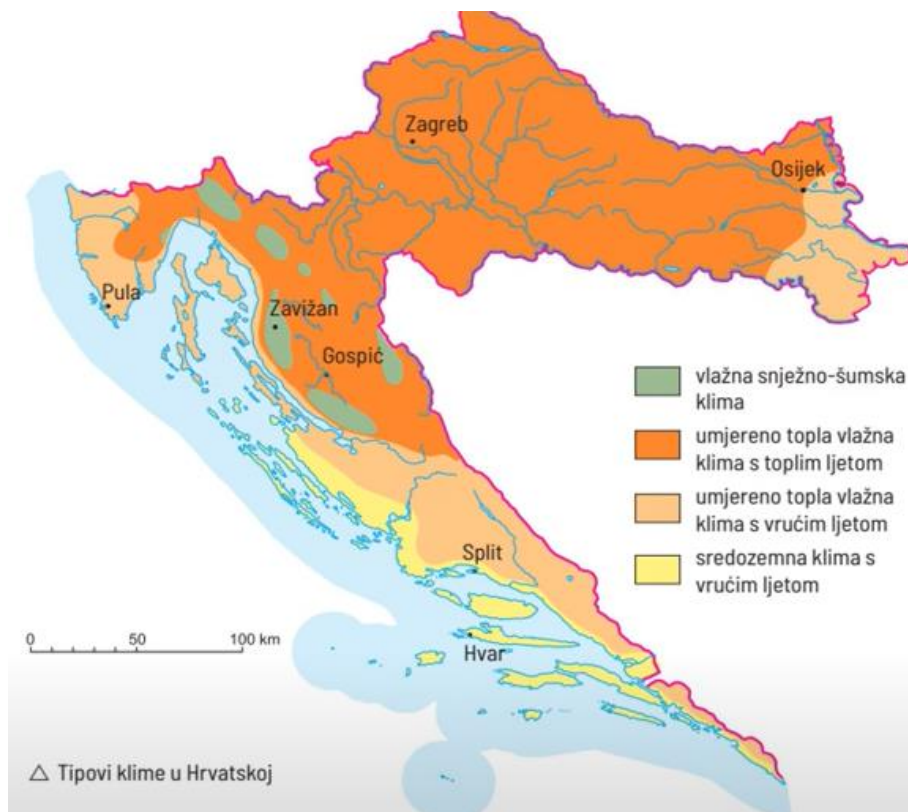 Zagreb
Osijek
Pula
Zavižan
Gospić
vlažna snježno-šumska
klima
umjereno topla vlažna
klima s toplim ljetom
umjereno topla vlažna
klima s vrućim ljetom
sredozemna klima s
vrućim ljetom
Split
Hvar
0 50 100 km
△ Tipovi klime u Hrvatskoj